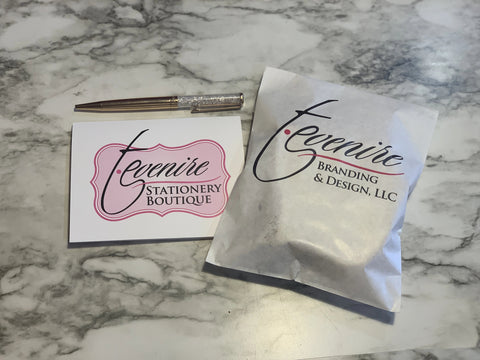 t.evenire
STATIONERY
BOUTIQUE
t.evenire
BRANDING
& DESIGN, LLC